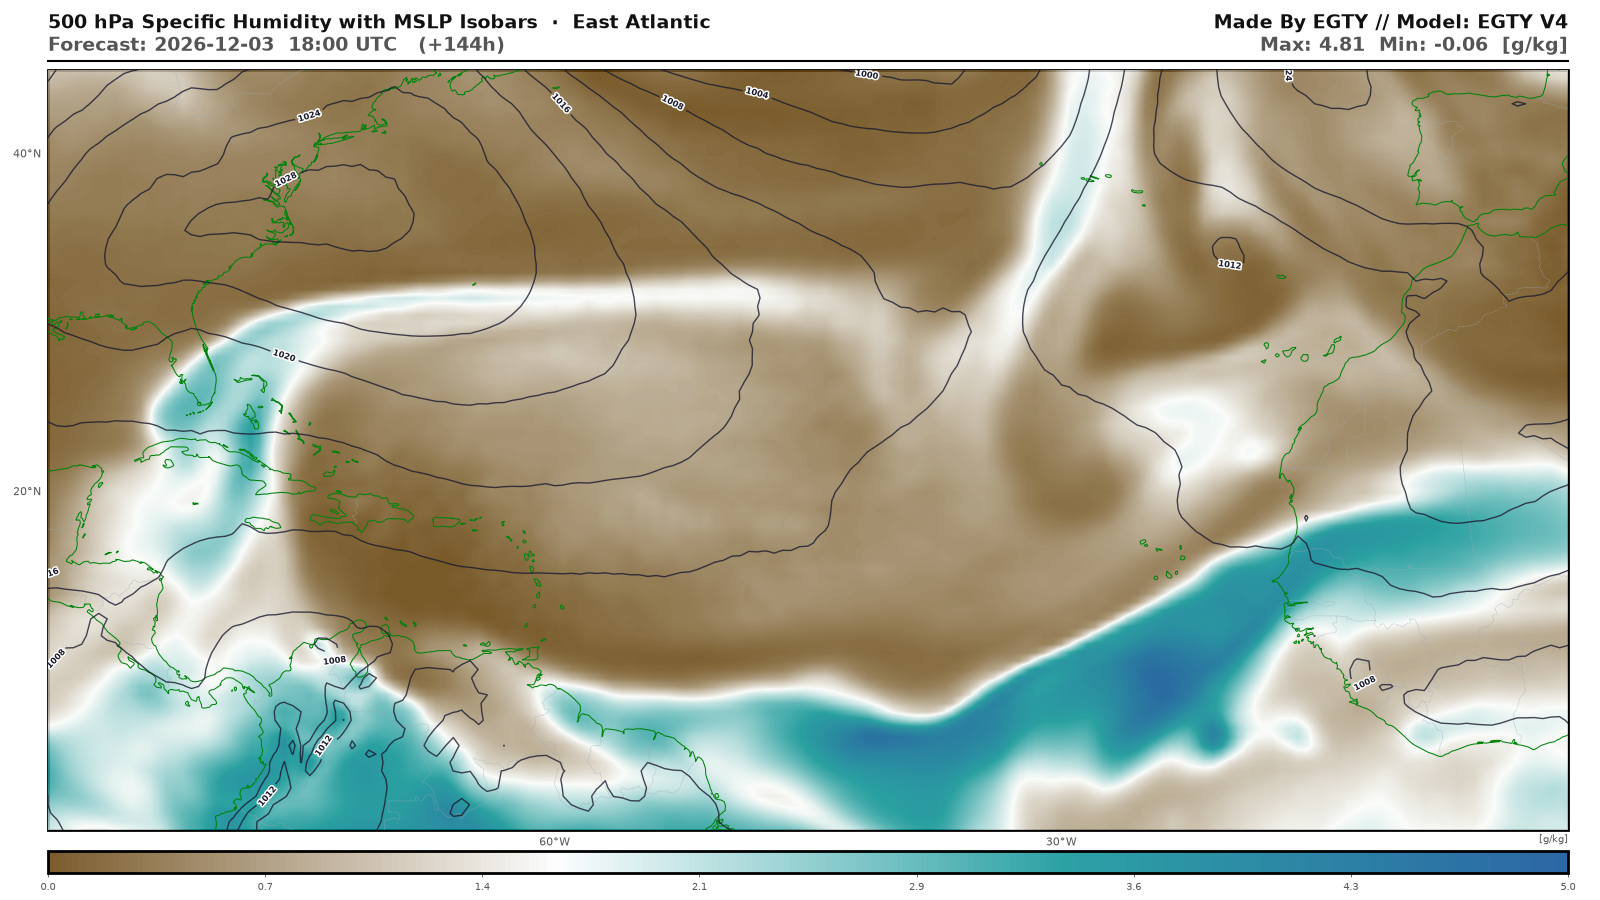 500 hPa Specific Humidity with MSLP Isobars · East Atlantic
Made By EGTY // Model: EGTY V4
Forecast: 2026-12-03 18:00 UTC (+144h)
Max: 4.81 Min: -0.06 [g/kg]
1000
24
1004
1008
1016
1024
40°N
1028
1012
1020
20°N
16
1008
1008
1008
1012
1012
60°W
30°W
[g/kg]
0.0
0.7
1.4
2.1
2.9
3.6
4.3
5.0